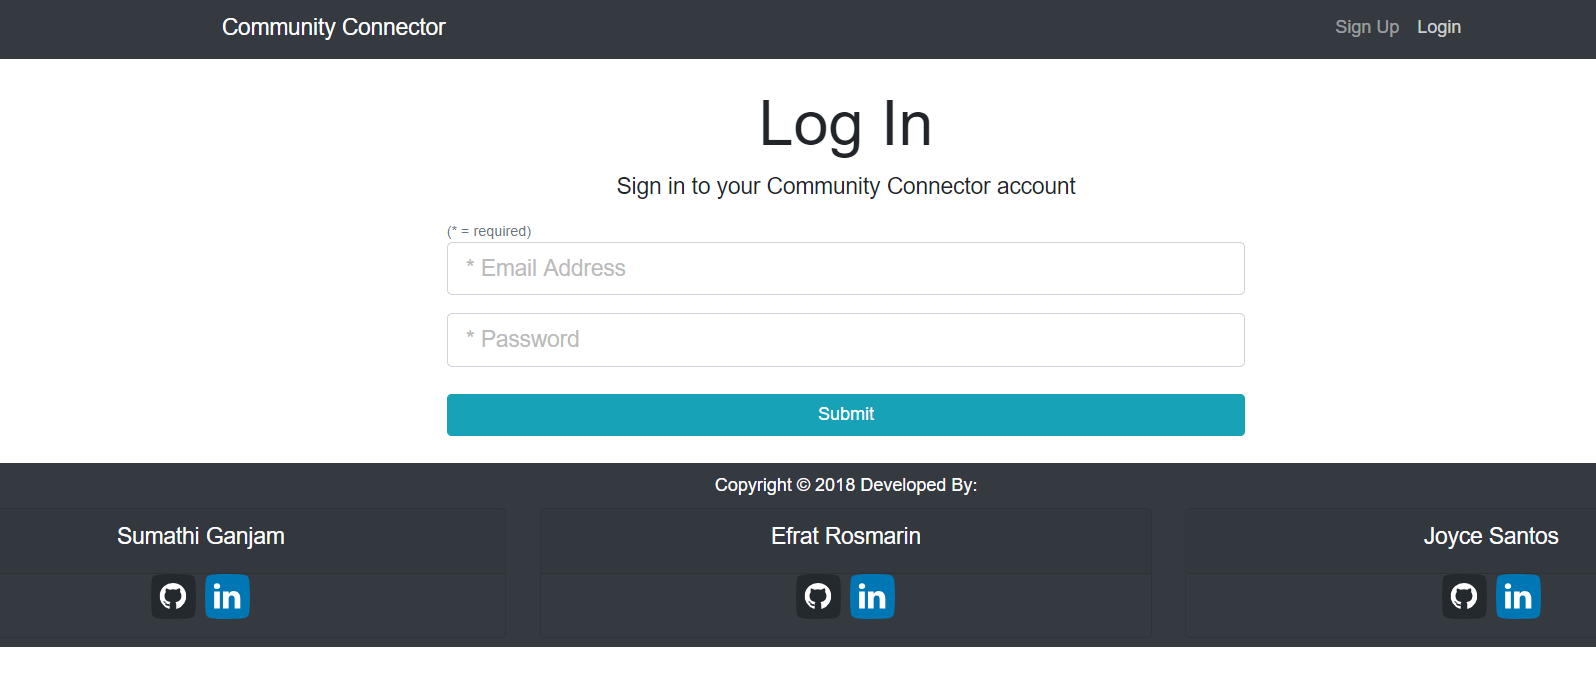 Community Connector
Sign Up Login
Log In
Sign in to your Community Connector account
(* = required)
* Email Address
* Password
Submit
Copyright © 2018 Developed By:
Sumathi Ganjam
Efrat Rosmarin
Joyce Santos
in
in
in